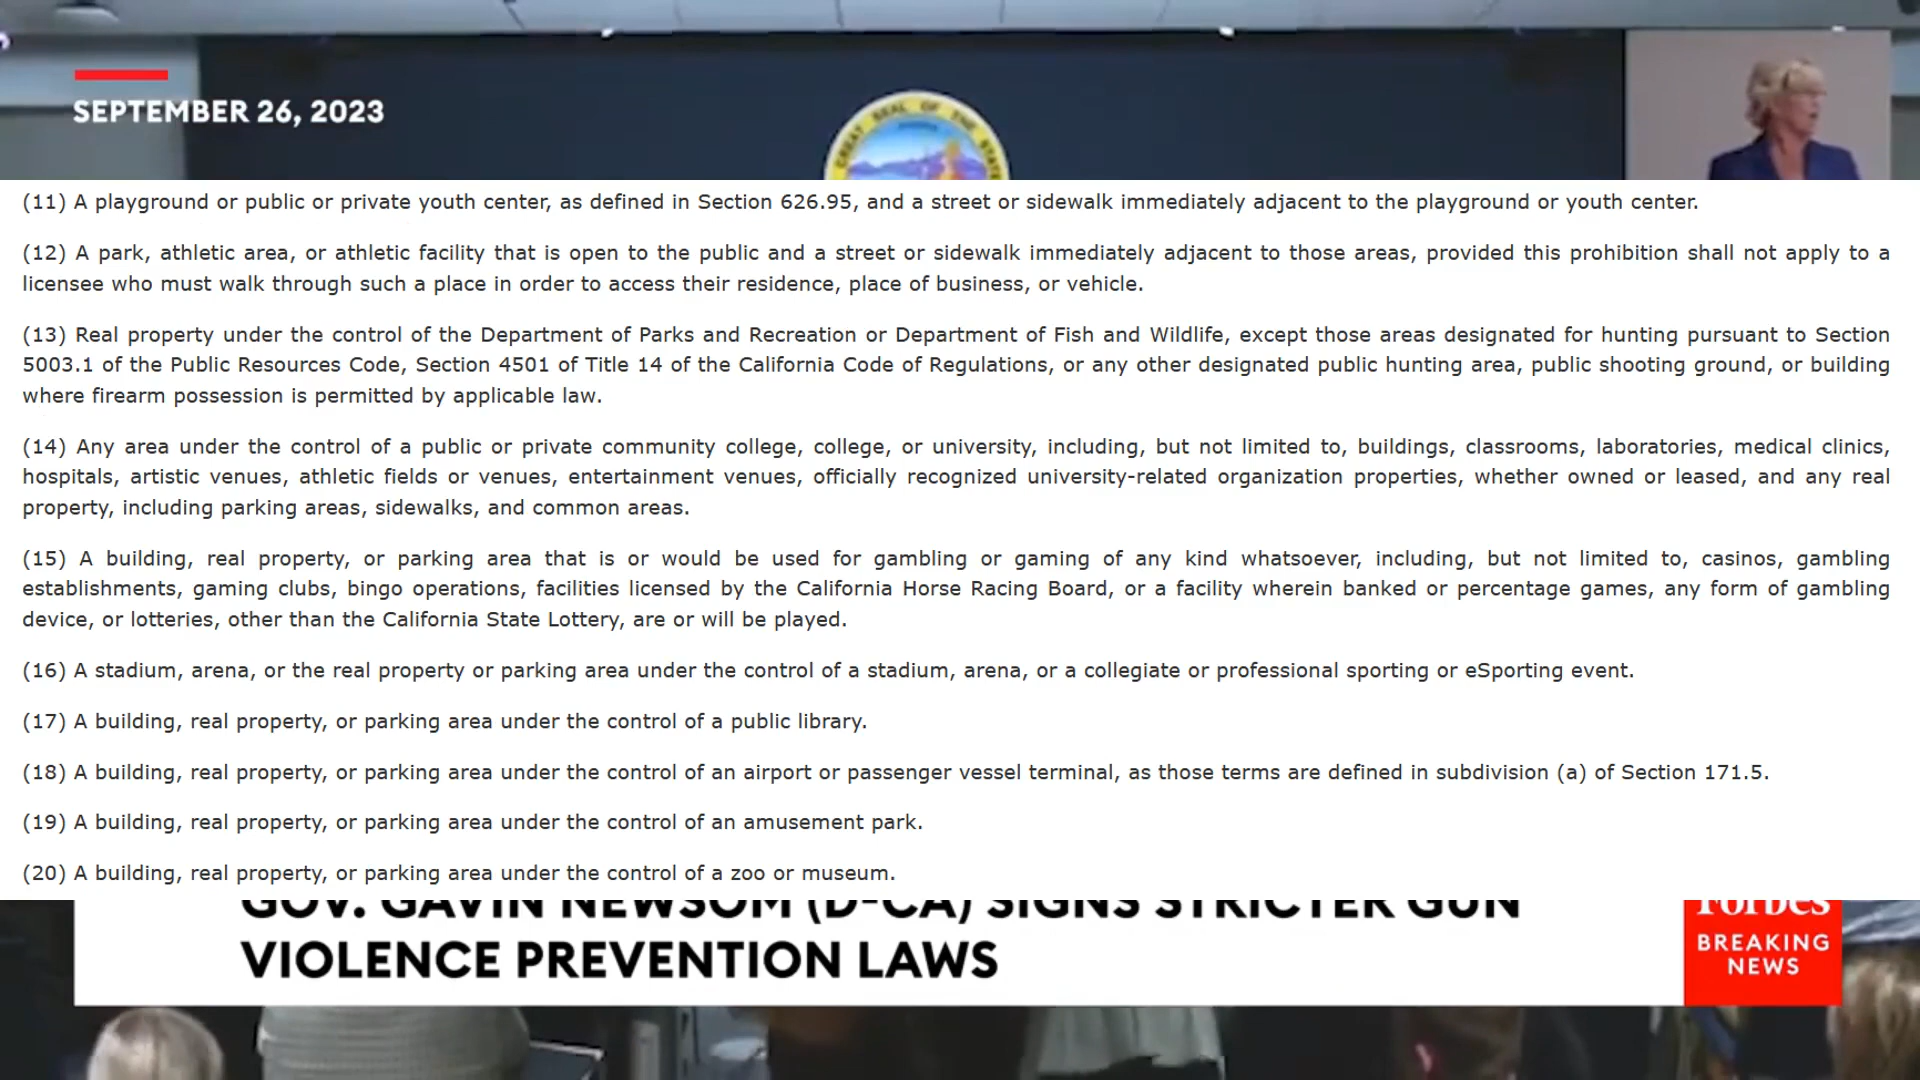 SEPTEMBER 26, 2023
GREAT SEAL OF THE STATE
(11) A playground or public or private youth center, as defined in Section 626.95, and a street or sidewalk immediately adjacent to the playground or youth center.
(12) A park, athletic area, or athletic facility that is open to the public and a street or sidewalk immediately adjacent to those areas, provided this prohibition shall not apply to a
licensee who must walk through such a place in order to access their residence, place of business, or vehicle.
(13) Real property under the control of the Department of Parks and Recreation or Department of Fish and Wildlife, except those areas designated for hunting pursuant to Section
5003.1 of the Public Resources Code, Section 4501 of Title 14 of the California Code of Regulations, or any other designated public hunting area, public shooting ground, or building
where firearm possession is permitted by applicable law.
(14) Any area under the control of a public or private community college, college, or university, including, but not limited to, buildings, classrooms, laboratories, medical clinics,
hospitals, artistic venues, athletic fields or venues, entertainment venues, officially recognized university-related organization properties, whether owned or leased, and any real
property, including parking areas, sidewalks, and common areas.
(15) A building, real property, or parking area that is or would be used for gambling or gaming of any kind whatsoever, including, but not limited to, casinos, gambling
establishments, gaming clubs, bingo operations, facilities licensed by the California Horse Racing Board, or a facility wherein banked or percentage games, any form of gambling
device, or lotteries, other than the California State Lottery, are or will be played.
(16) A stadium, arena, or the real property or parking area under the control of a stadium, arena, or a collegiate or professional sporting or eSporting event.
(17) A building, real property, or parking area under the control of a public library.
(18) A building, real property, or parking area under the control of an airport or passenger vessel terminal, as those terms are defined in subdivision (a) of Section 171.5.
(19) A building, real property, or parking area under the control of an amusement park.
(20) A building, real property, or parking area under the control of a zoo or museum.
GOV. GAVIN NEWSOM (D-CA) SIGNS STRICTER GUN
VIOLENCE PREVENTION LAWS
Forbes
BREAKING
NEWS